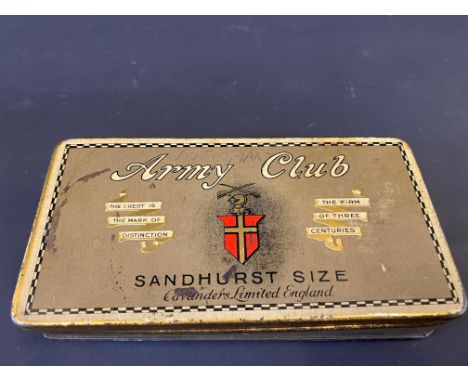 Army Club
THE CREST IS
THE MARK OF
DISTINCTION
THE FIRM
OF THREE
CENTURIES
SANDHURST SIZE
Cavanders Limited England